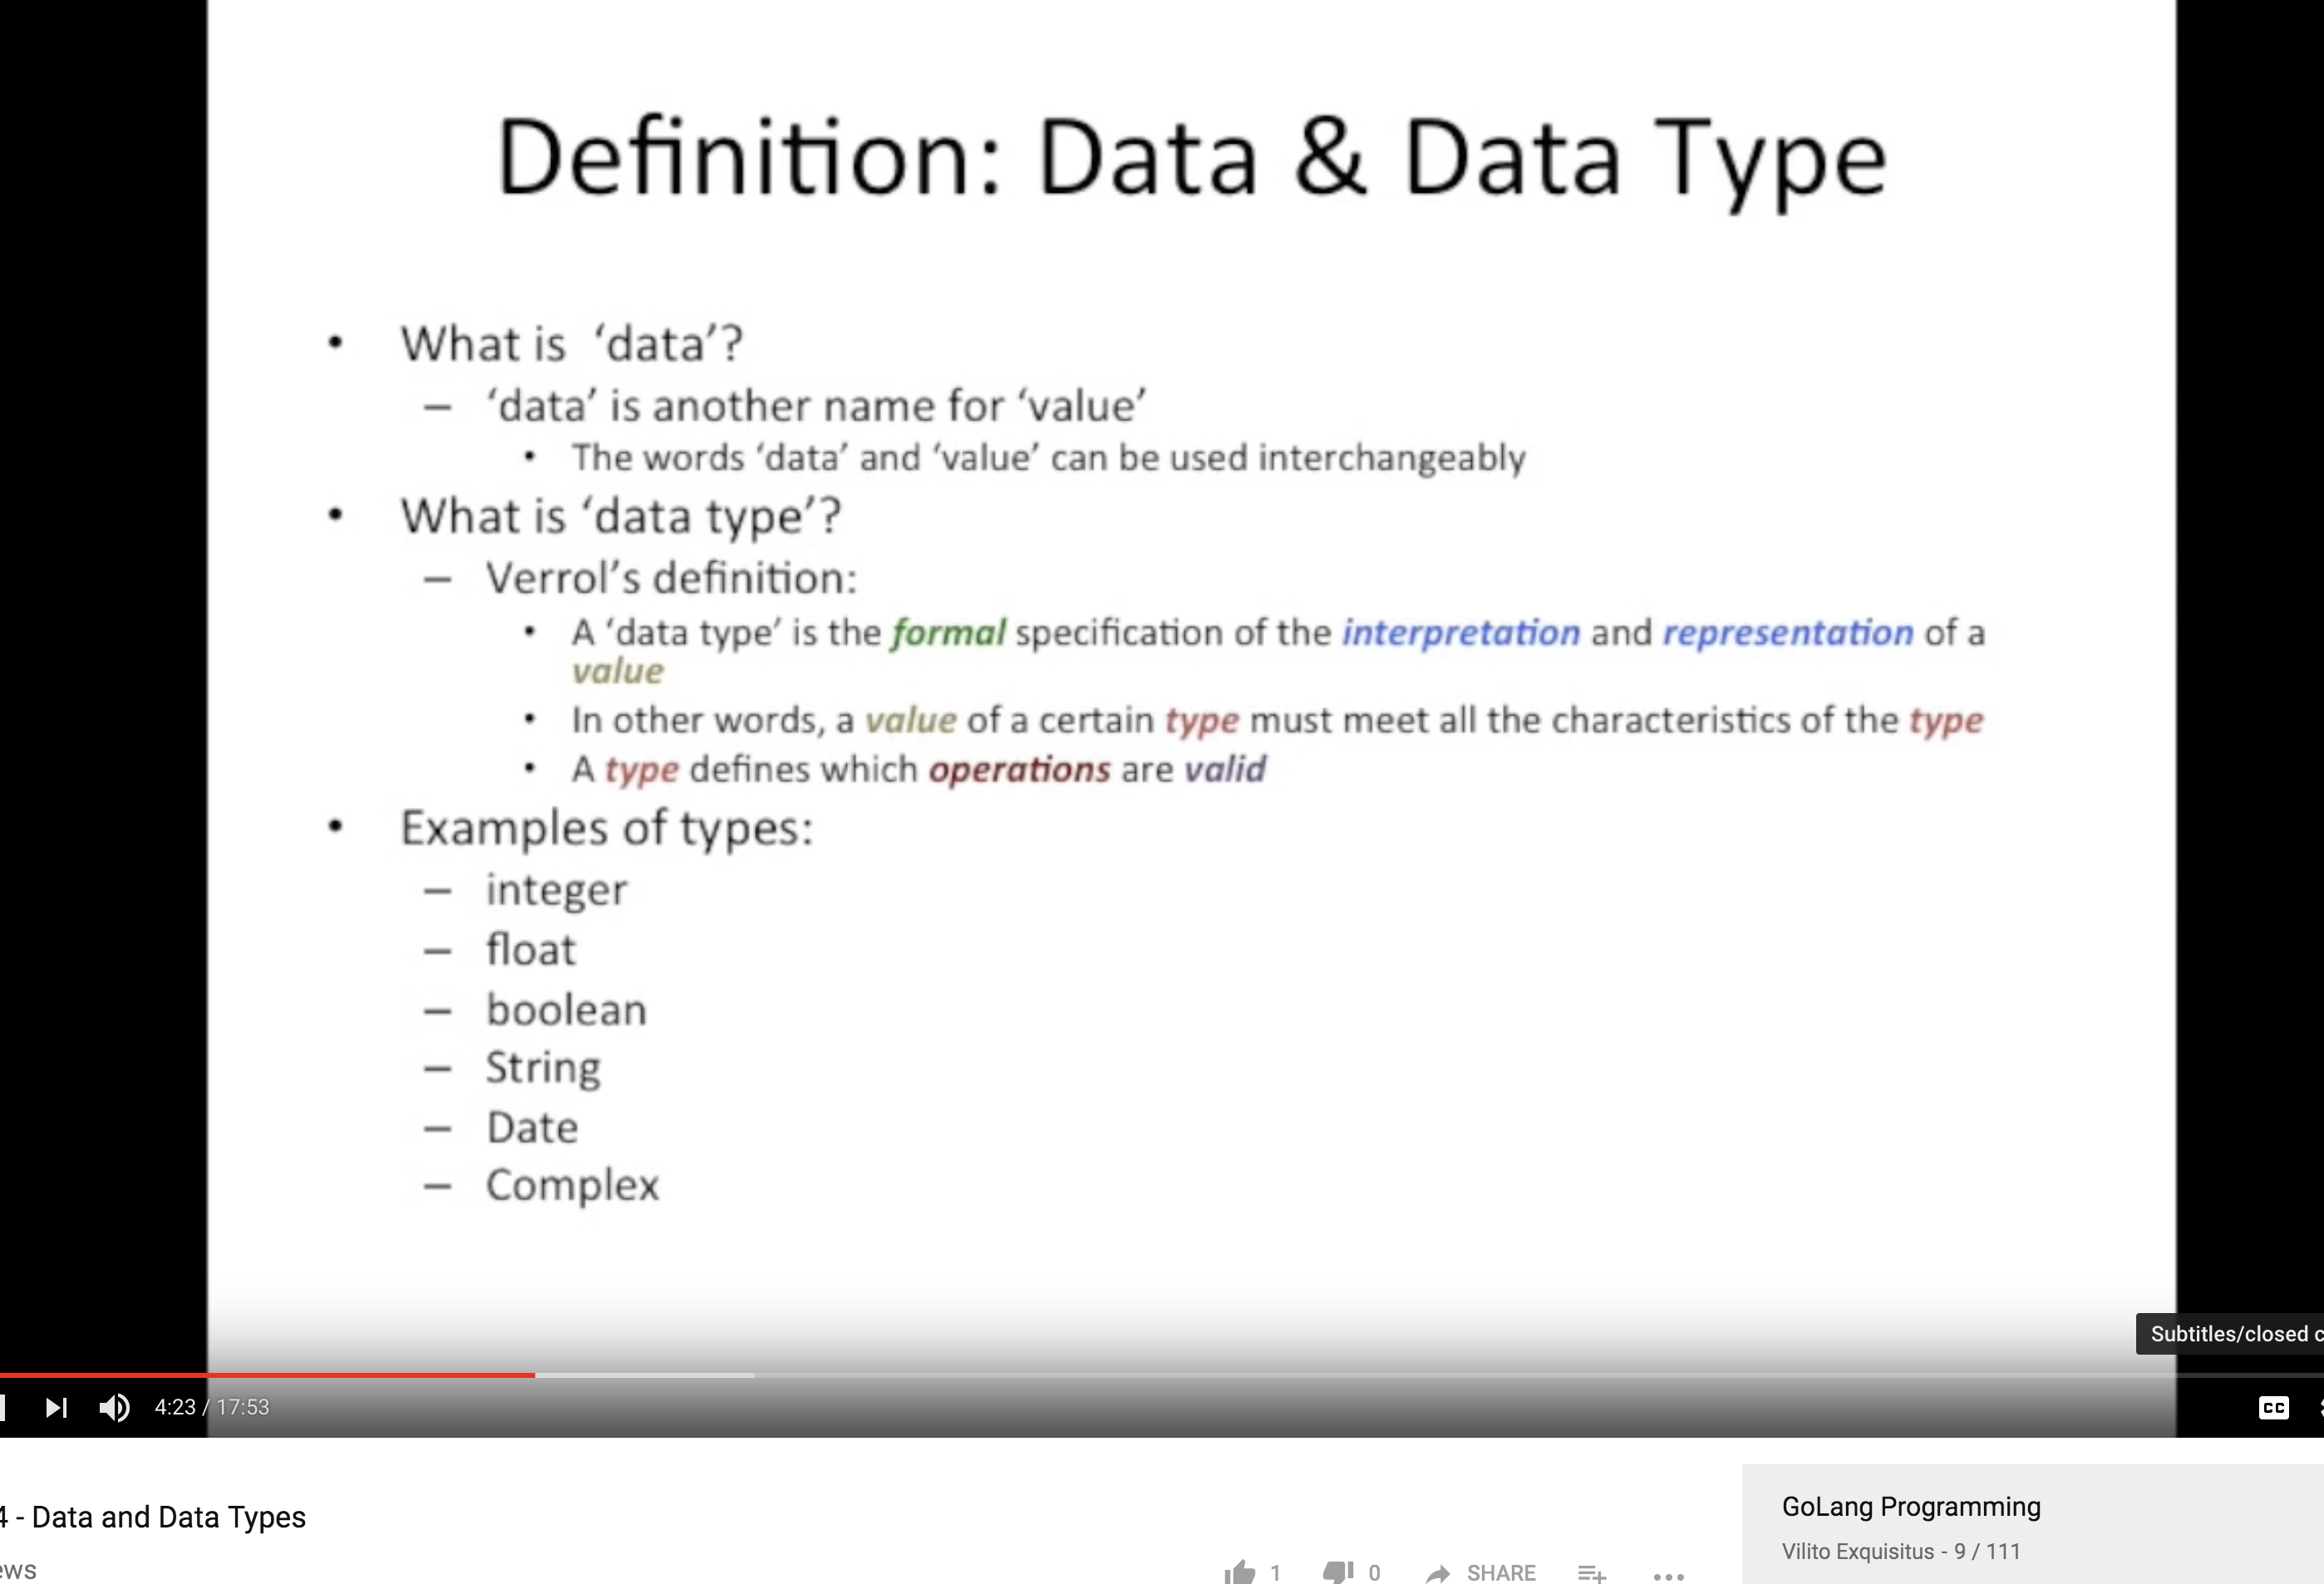 Definition: Data & Data Type
• What is ‘data’?
– ‘data’ is another name for ‘value’
• The words ‘data’ and ‘value’ can be used interchangeably
• What is ‘data type’?
– Verrol’s definition:
• A ‘data type’ is the formal specification of the interpretation and representation of a
value
• In other words, a value of a certain type must meet all the characteristics of the type
• A type defines which operations are valid
• Examples of types:
– integer
– float
– boolean
– String
– Date
– Complex
Subtitles/closed c
4:23 / 17:53
CC
4 - Data and Data Types
ews
1
0
SHARE
GoLang Programming
Vilito Exquisitus - 9 / 111